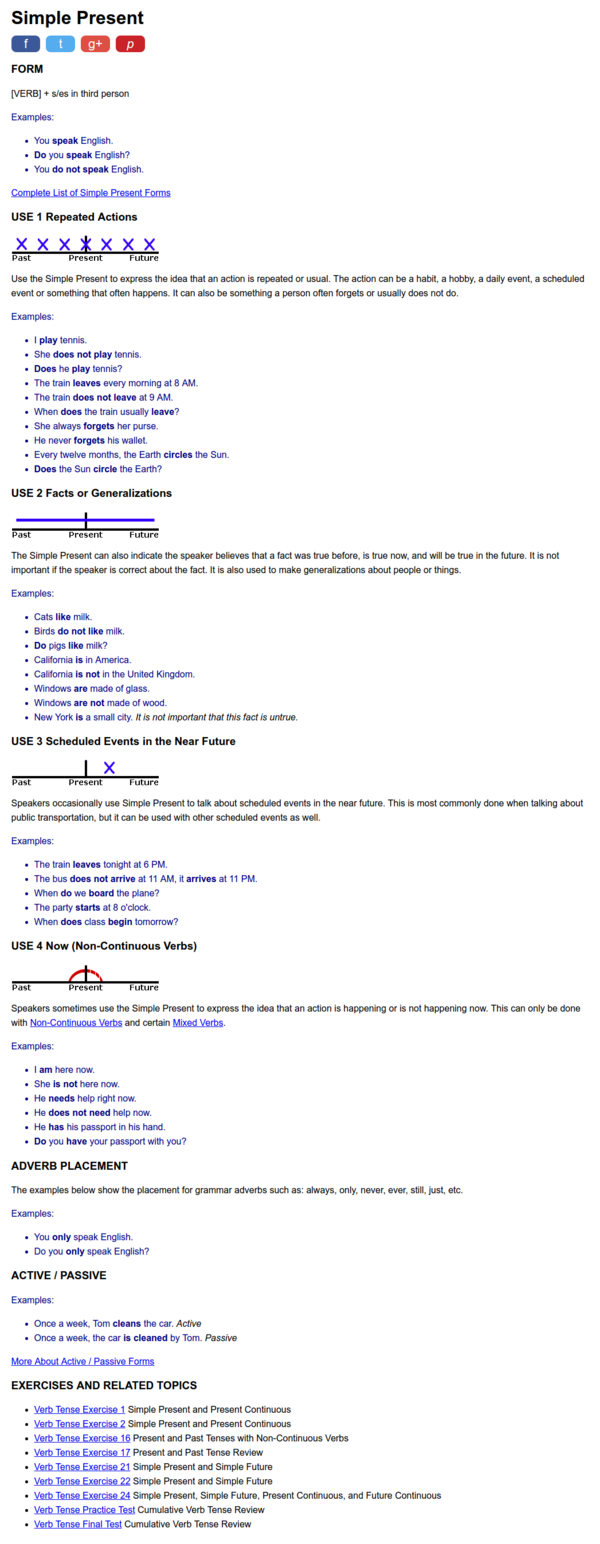 Simple Present
f t g+ p
FORM
[VERB] + s/es in third person
Examples:
You speak English.
Do you speak English?
You do not speak English.
Complete List of Simple Present Forms
USE 1 Repeated Actions
Past Present Future
Use the Simple Present to express the idea that an action is repeated or usual. The action can be a habit, a hobby, a daily event, a scheduled
event or something that often happens. It can also be something a person often forgets or usually does not do.
Examples:
I play tennis.
She does not play tennis.
Does he play tennis?
The train leaves every morning at 8 AM.
The train does not leave at 9 AM.
When does the train usually leave?
She always forgets her purse.
He never forgets his wallet.
Every twelve months, the Earth circles the Sun.
Does the Sun circle the Earth?
USE 2 Facts or Generalizations
Past Present Future
The Simple Present can also indicate the speaker believes that a fact was true before, is true now, and will be true in the future. It is not
important if the speaker is correct about the fact. It is also used to make generalizations about people or things.
Examples:
Cats like milk.
Birds do not like milk.
Do pigs like milk?
California is in America.
California is not in the United Kingdom.
Windows are made of glass.
Windows are not made of wood.
New York is a small city. It is not important that this fact is untrue.
USE 3 Scheduled Events in the Near Future
Past Present Future
Speakers occasionally use Simple Present to talk about scheduled events in the near future. This is most commonly done when talking about
public transportation, but it can be used with other scheduled events as well.
Examples:
The train leaves tonight at 6 PM.
The bus does not arrive at 11 AM, it arrives at 11 PM.
When do we board the plane?
The party starts at 8 o'clock.
When does class begin tomorrow?
USE 4 Now (Non-Continuous Verbs)
Past Present Future
Speakers sometimes use the Simple Present to express the idea that an action is happening or is not happening now. This can only be done
with Non-Continuous Verbs and certain Mixed Verbs.
Examples:
I am here now.
She is not here now.
He needs help right now.
He does not need help now.
He has his passport in his hand.
Do you have your passport with you?
ADVERB PLACEMENT
The examples below show the placement for grammar adverbs such as: always, only, never, ever, still, just, etc.
Examples:
You only speak English.
Do you only speak English?
ACTIVE / PASSIVE
Examples:
Once a week, Tom cleans the car. Active
Once a week, the car is cleaned by Tom. Passive
More About Active / Passive Forms
EXERCISES AND RELATED TOPICS
Verb Tense Exercise 1 Simple Present and Present Continuous
Verb Tense Exercise 2 Simple Present and Present Continuous
Verb Tense Exercise 16 Present and Past Tenses with Non-Continuous Verbs
Verb Tense Exercise 17 Present and Past Tense Review
Verb Tense Exercise 21 Simple Present and Simple Future
Verb Tense Exercise 22 Simple Present and Simple Future
Verb Tense Exercise 24 Simple Present, Simple Future, Present Continuous, and Future Continuous
Verb Tense Practice Test Cumulative Verb Tense Review
Verb Tense Final Test Cumulative Verb Tense Review